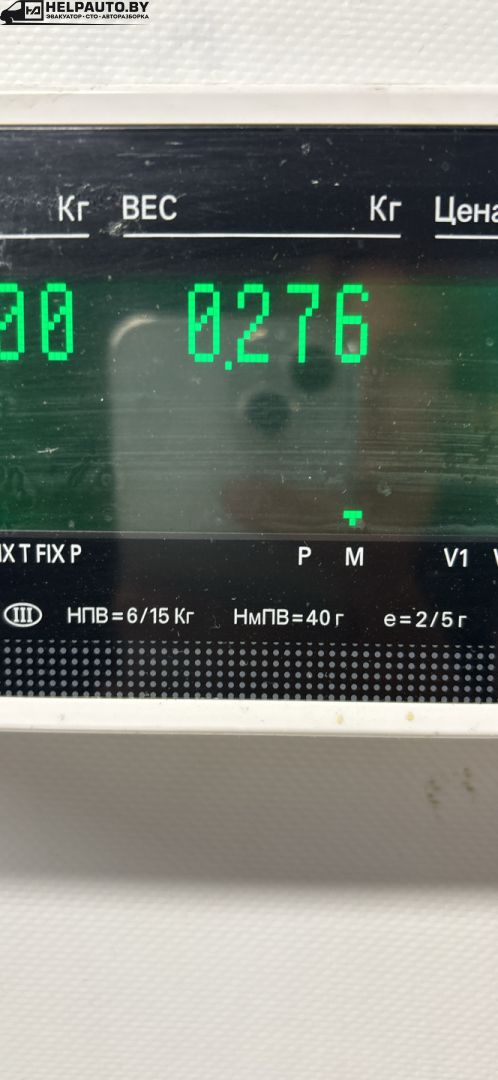 HELPAUTO.BY
ЭВАКУАТОР · СТО · АВТОРАЗБОРКА
Кг ВЕС Кг Цена
00 0.276
IX T FIX P P M V1
III НПВ=6/15 Кг НмПВ=40 г e=2/5 г